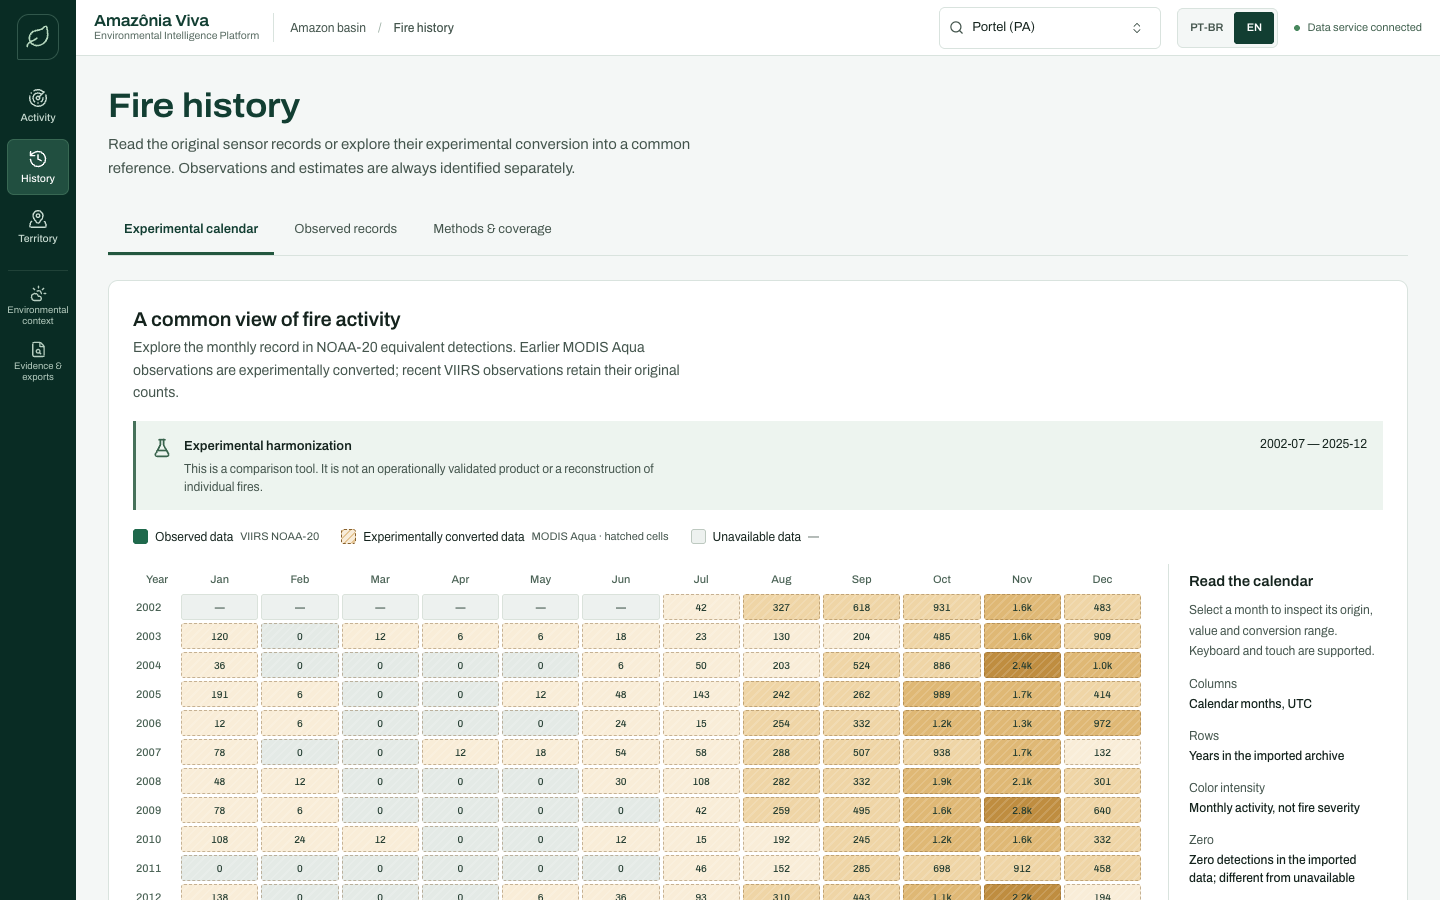 Amazônia Viva
Environmental Intelligence Platform
Amazon basin / Fire history
Portel (PA)
PT-BR EN
Data service connected
Activity
History
Territory
Environmental
context
Evidence &
exports
Fire history
Read the original sensor records or explore their experimental conversion into a common
reference. Observations and estimates are always identified separately.
Experimental calendar Observed records Methods & coverage
A common view of fire activity
Explore the monthly record in NOAA-20 equivalent detections. Earlier MODIS Aqua
observations are experimentally converted; recent VIIRS observations retain their original
counts.
Experimental harmonization
2002-07 — 2025-12
This is a comparison tool. It is not an operationally validated product or a reconstruction of
individual fires.
Observed data VIIRS NOAA-20 Experimentally converted data MODIS Aqua · hatched cells Unavailable data —
Year Jan Feb Mar Apr May Jun Jul Aug Sep Oct Nov Dec
2002 — — — — — — 42 327 618 931 1.6k 483
2003 120 0 12 6 6 18 23 130 204 485 1.6k 909
2004 36 0 0 0 0 6 50 203 524 886 2.4k 1.0k
2005 191 6 0 0 12 48 143 242 262 989 1.7k 414
2006 12 6 0 0 0 24 15 254 332 1.2k 1.3k 972
2007 78 0 0 12 18 54 58 288 507 938 1.7k 132
2008 48 12 0 0 0 30 108 282 332 1.9k 2.1k 301
2009 78 6 0 0 0 0 42 259 495 1.6k 2.8k 640
2010 108 24 12 0 0 12 15 192 245 1.2k 1.6k 332
2011 0 0 0 0 0 0 46 152 285 698 912 458
2012 138 0 0 0 6 36 93 310 443 1.1k 2.2k 194
Read the calendar
Select a month to inspect its origin,
value and conversion range.
Keyboard and touch are supported.
Columns
Calendar months, UTC
Rows
Years in the imported archive
Color intensity
Monthly activity, not fire severity
Zero
Zero detections in the imported
data; different from unavailable